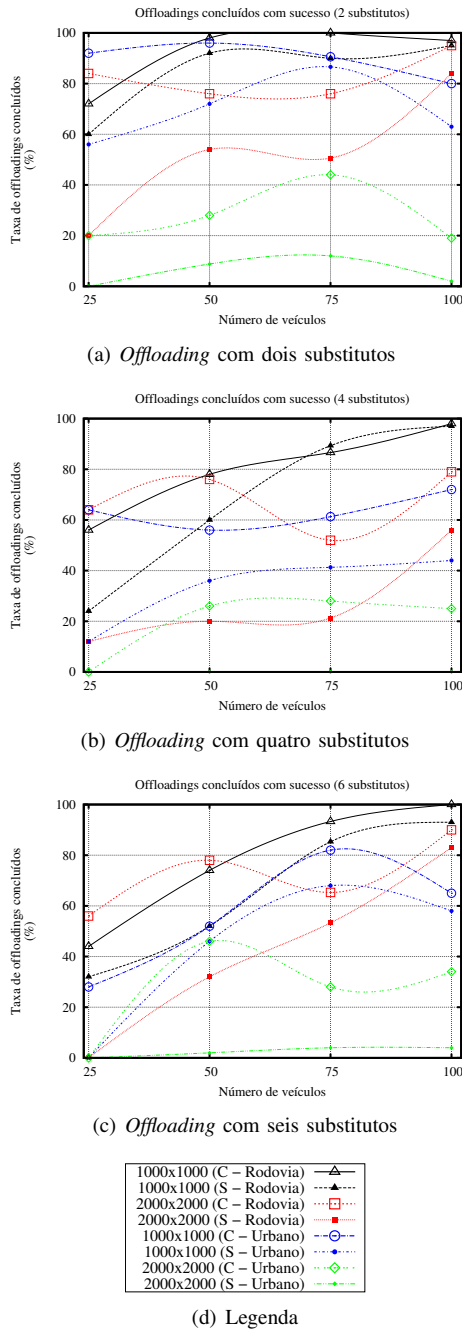 Offloadings concluídos com sucesso (2 substitutos)
100
80
60
40
20
0
25
50
75
100
Taxa de offloadings concluídos
(%)
Número de veículos
(a) Offloading com dois substitutos
Offloadings concluídos com sucesso (4 substitutos)
100
80
60
40
20
0
25
50
75
100
Taxa de offloadings concluídos
(%)
Número de veículos
(b) Offloading com quatro substitutos
Offloadings concluídos com sucesso (6 substitutos)
100
80
60
40
20
0
25
50
75
100
Taxa de offloadings concluídos
(%)
Número de veículos
(c) Offloading com seis substitutos
1000x1000 (C − Rodovia)
1000x1000 (S − Rodovia)
2000x2000 (C − Rodovia)
2000x2000 (S − Rodovia)
1000x1000 (C − Urbano)
1000x1000 (S − Urbano)
2000x2000 (C − Urbano)
2000x2000 (S − Urbano)
(d) Legenda